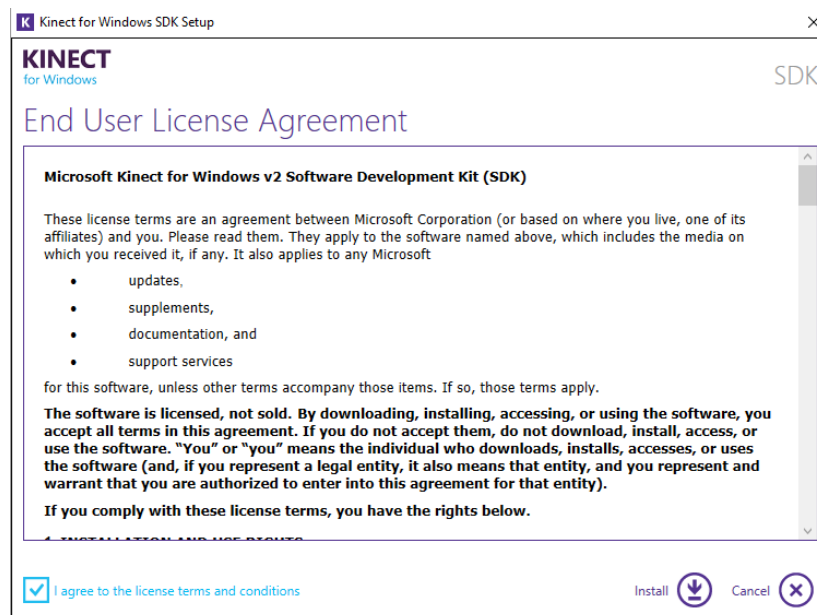 Kinect for Windows SDK Setup
KINECT
for Windows
SDK
End User License Agreement
Microsoft Kinect for Windows v2 Software Development Kit (SDK)
These license terms are an agreement between Microsoft Corporation (or based on where you live, one of its
affiliates) and you. Please read them. They apply to the software named above, which includes the media on
which you received it, if any. It also applies to any Microsoft
• updates,
• supplements,
• documentation, and
• support services
for this software, unless other terms accompany those items. If so, those terms apply.
The software is licensed, not sold. By downloading, installing, accessing, or using the software, you
accept all terms in this agreement. If you do not accept them, do not download, install, access, or
use the software. “You” or “you” means the individual who downloads, installs, accesses, or uses
the software (and, if you represent a legal entity, it also means that entity, and you represent and
warrant that you are authorized to enter into this agreement for that entity).
If you comply with these license terms, you have the rights below.
1. INSTALLATION AND USE RIGHTS
I agree to the license terms and conditions
Install
Cancel